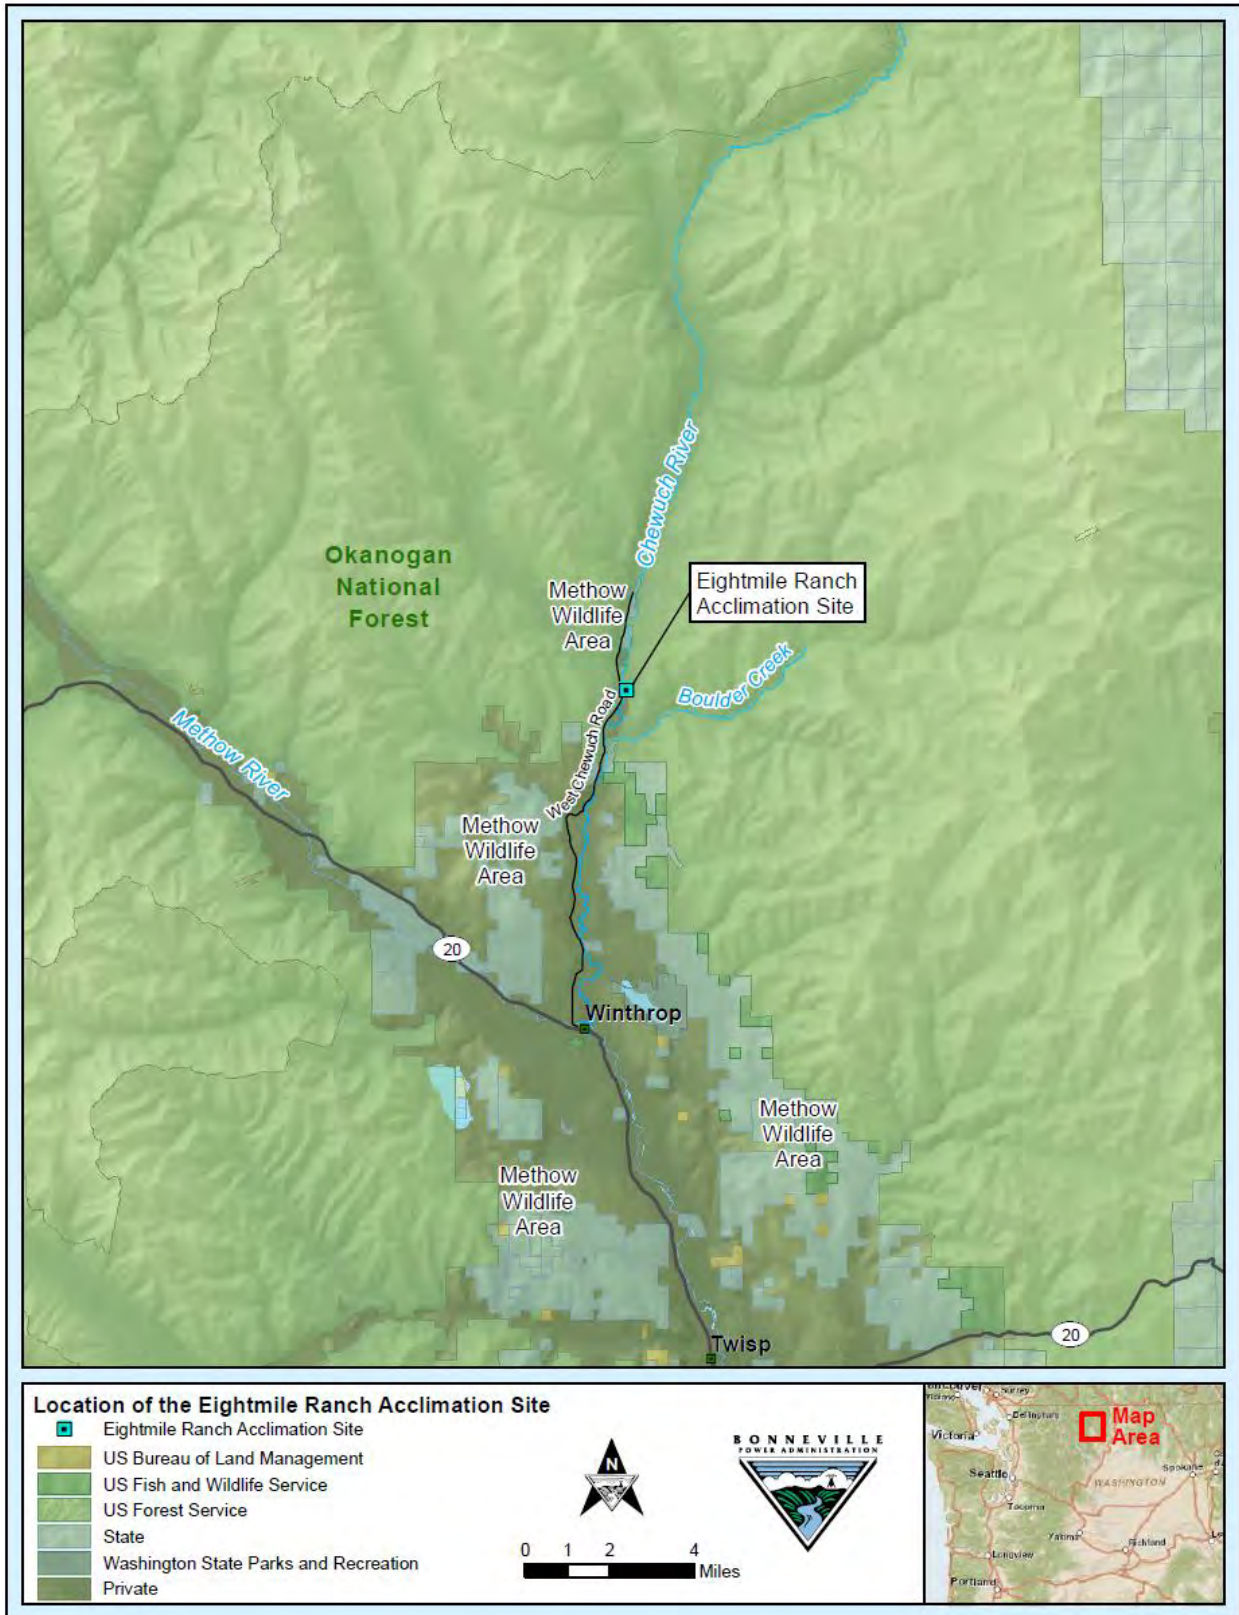 Chewuch River
Okanogan
National
Forest
Methow
Wildlife
Area
Eightmile Ranch
Acclimation Site
Boulder Creek
West Chewuch Road
Methow River
Methow
Wildlife
Area
20
Winthrop
Methow
Wildlife
Area
Methow
Wildlife
Area
20
Twisp
Location of the Eightmile Ranch Acclimation Site
Eightmile Ranch Acclimation Site
US Bureau of Land Management
US Fish and Wildlife Service
US Forest Service
State
Washington State Parks and Recreation
Private
N
0 1 2 4
Miles
BONNEVILLE
POWER ADMINISTRATION
Map
Area
Surrey
Victoria
Seattle
Spokane
WASHINGTON
Tacoma
Yakima
Richland
Longview
Portland